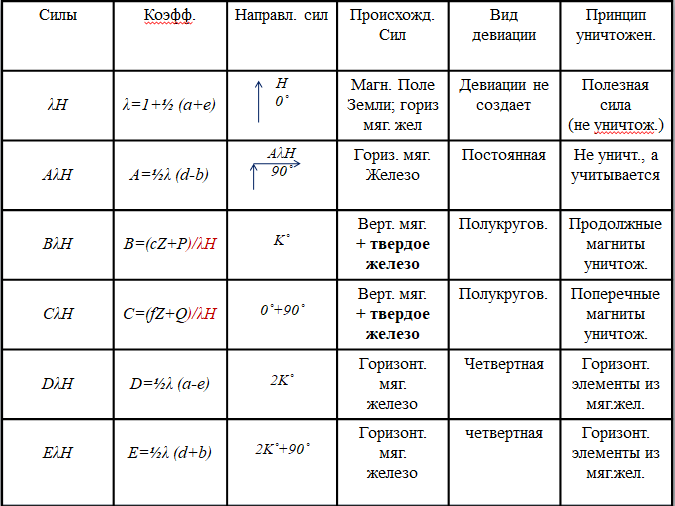 Силы
Коэфф.
Направл. сил
Происхожд.
Сил
Вид
девиации
Принцип
уничтожен.
λH
λ=1+½ (a+e)
H
0˚
Магн. Поле
Земли; гориз
мяг. жел
Девиации не
создает
Полезная
сила
(не уничтож.)
AλH
A=½λ (d-b)
AλH
90˚
Гориз. мяг.
Железо
Постоянная
Не уничт., а
учитывается
BλH
B=(cZ+P)/λH
K˚
Верт. мяг.
+ твердое
железо
Полукругов.
Продолжные
магниты
уничтож.
CλH
C=(fZ+Q)/λH
0˚+90˚
Верт. мяг.
+ твердое
железо
Полукругов.
Поперечные
магниты
уничтож.
DλH
D=½λ (a-e)
2K˚
Горизонт.
мяг.
железо
Четвертная
Горизонт.
элементы из
мяг.жел.
EλH
E=½λ (d+b)
2K˚+90˚
Горизонт.
мяг.
железо
четвертная
Горизонт.
элементы из
мяг.жел.